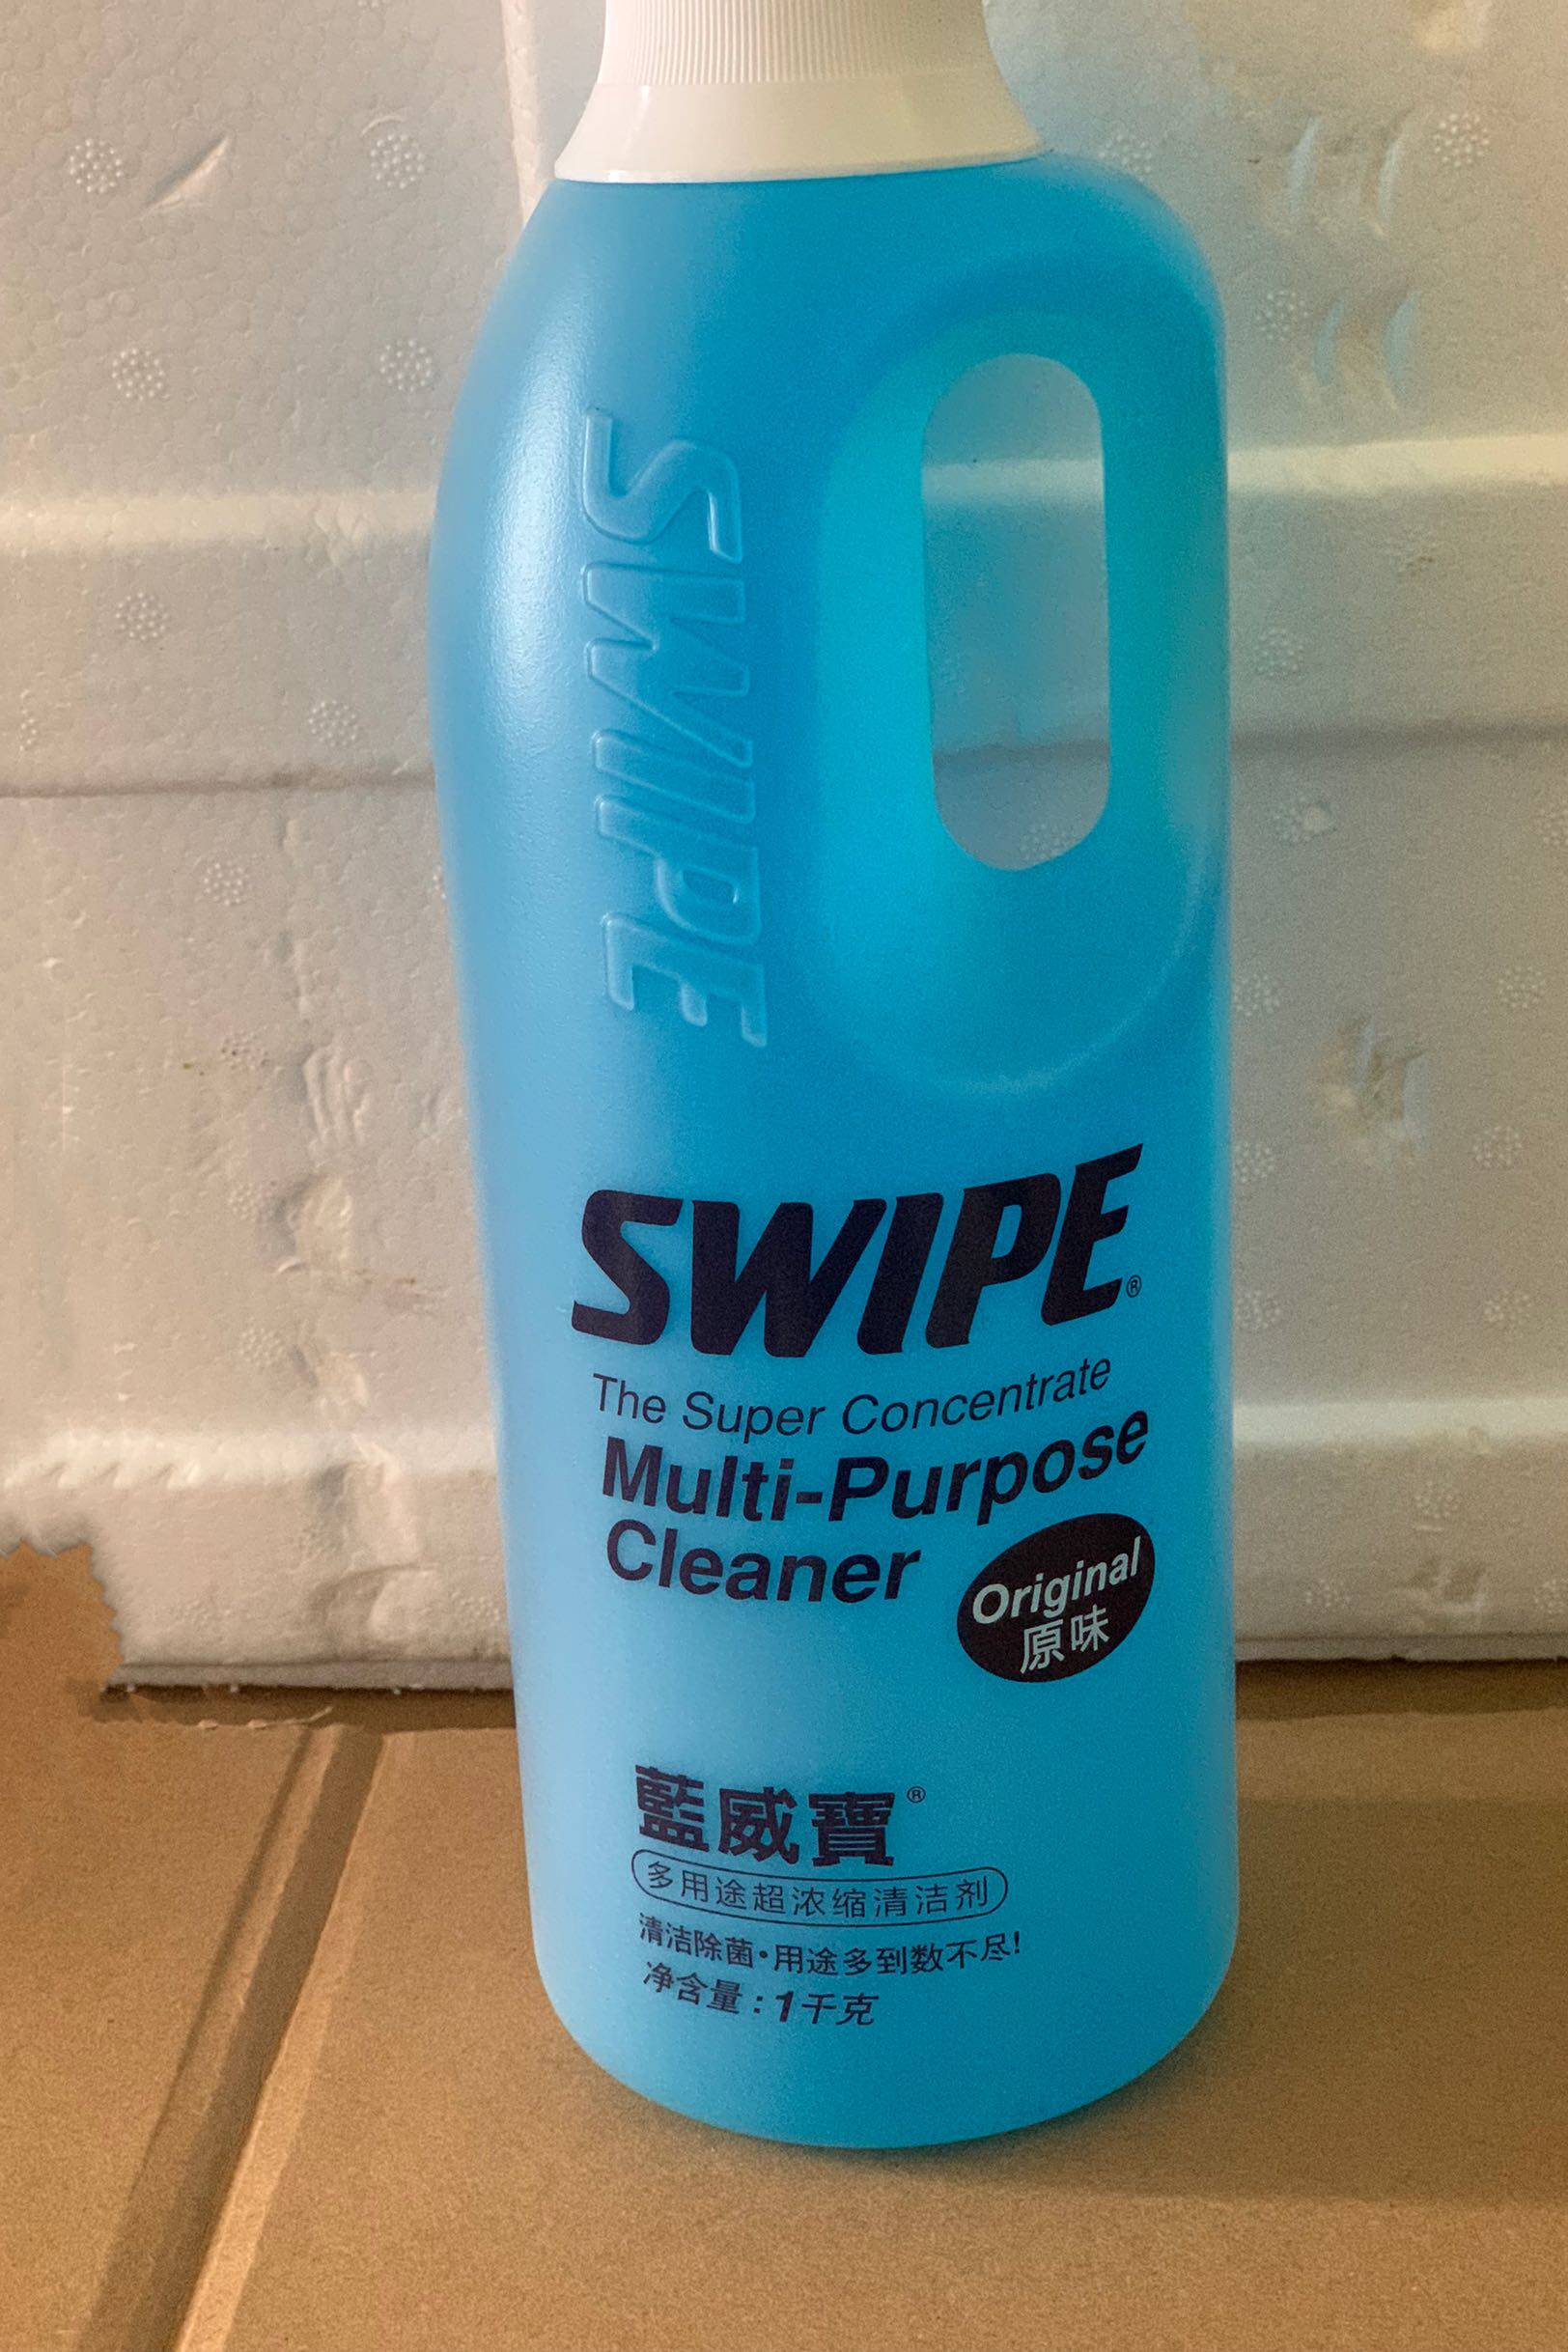 SWIPE
SWIPE®
The Super Concentrate
Multi-Purpose
Cleaner
Original
原味
藍威寶®
多用途超浓缩清洁剂
清洁除菌•用途多到数不尽!
净含量:1千克